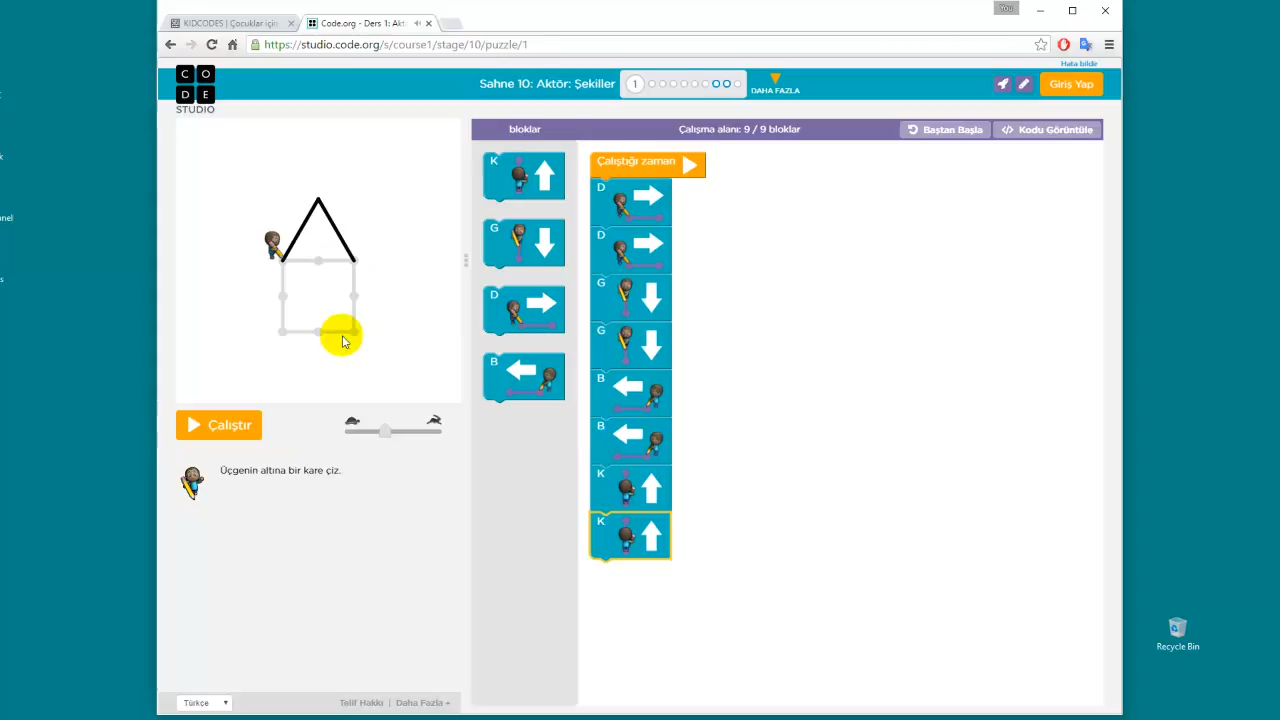 You
KIDCODES | Çocuklar için
Code.org - Ders 1: Akt
https://studio.code.org/s/course1/stage/10/puzzle/1
Hata bildir
C O
D E
STUDIO
Sahne 10: Aktör: Şekiller
1
DAHA FAZLA
Giriş Yap
bloklar
Çalışma alanı: 9 / 9 bloklar
Baştan Başla
Kodu Görüntüle
K
G
D
B
Çalıştığı zaman
D
D
G
G
B
B
K
K
Çalıştır
Üçgenin altına bir kare çiz.
Türkçe
Telif Hakkı
Daha Fazla
Recycle Bin